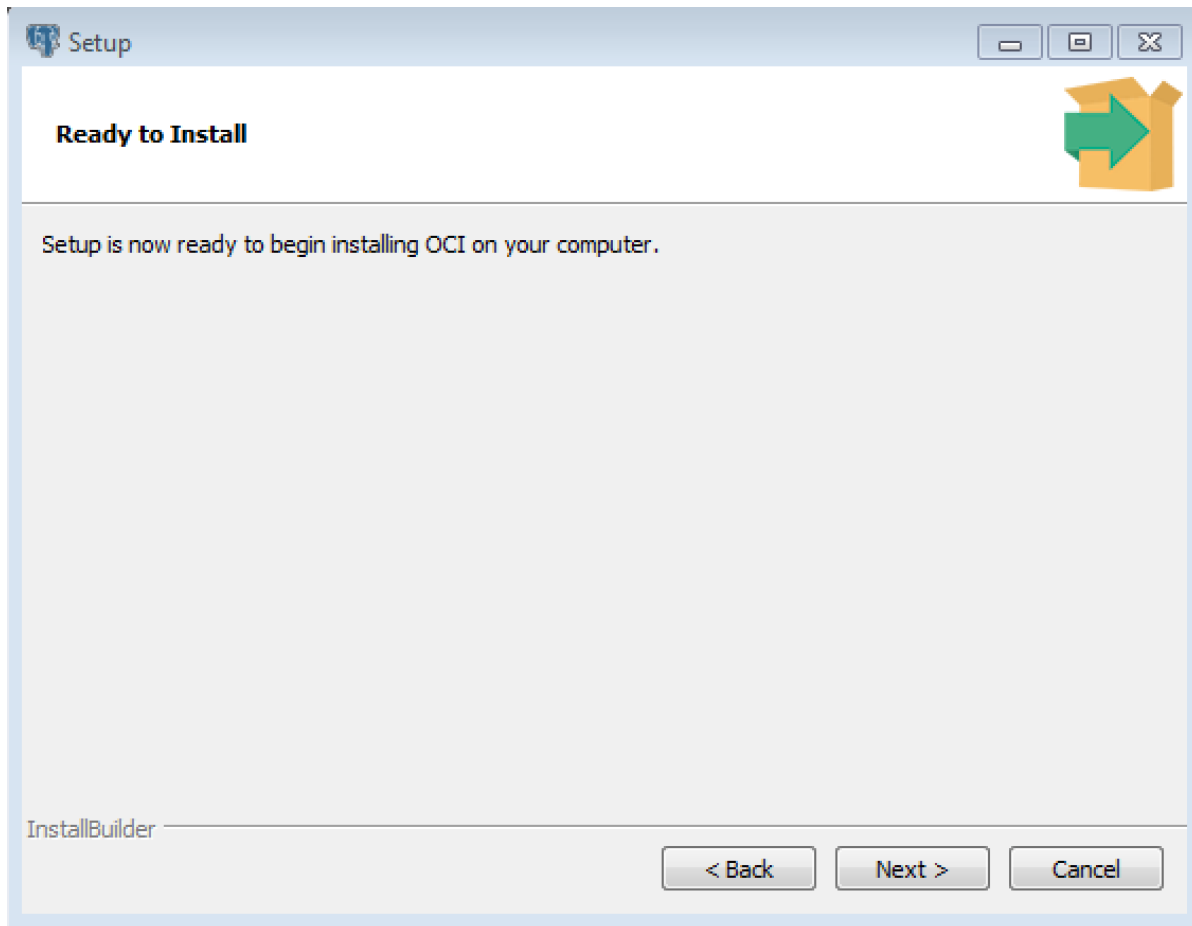 Setup
Ready to Install
Setup is now ready to begin installing OCI on your computer.
InstallBuilder
< Back
Next >
Cancel